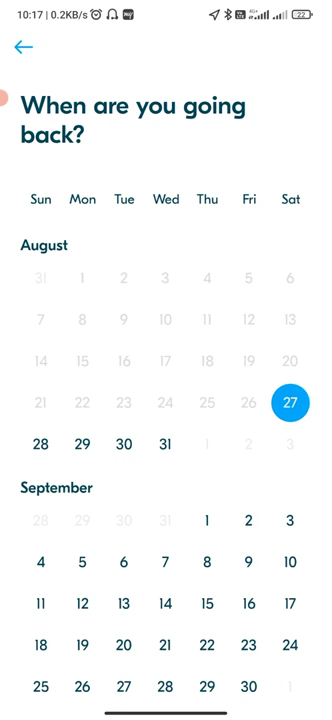 10:17 | 0.2KB/s
4G+
22
When are you going
back?
Sun Mon Tue Wed Thu Fri Sat
August
31 1 2 3 4 5 6
7 8 9 10 11 12 13
14 15 16 17 18 19 20
21 22 23 24 25 26 27
28 29 30 31 1 2 3
September
28 29 30 31 1 2 3
4 5 6 7 8 9 10
11 12 13 14 15 16 17
18 19 20 21 22 23 24
25 26 27 28 29 30 1